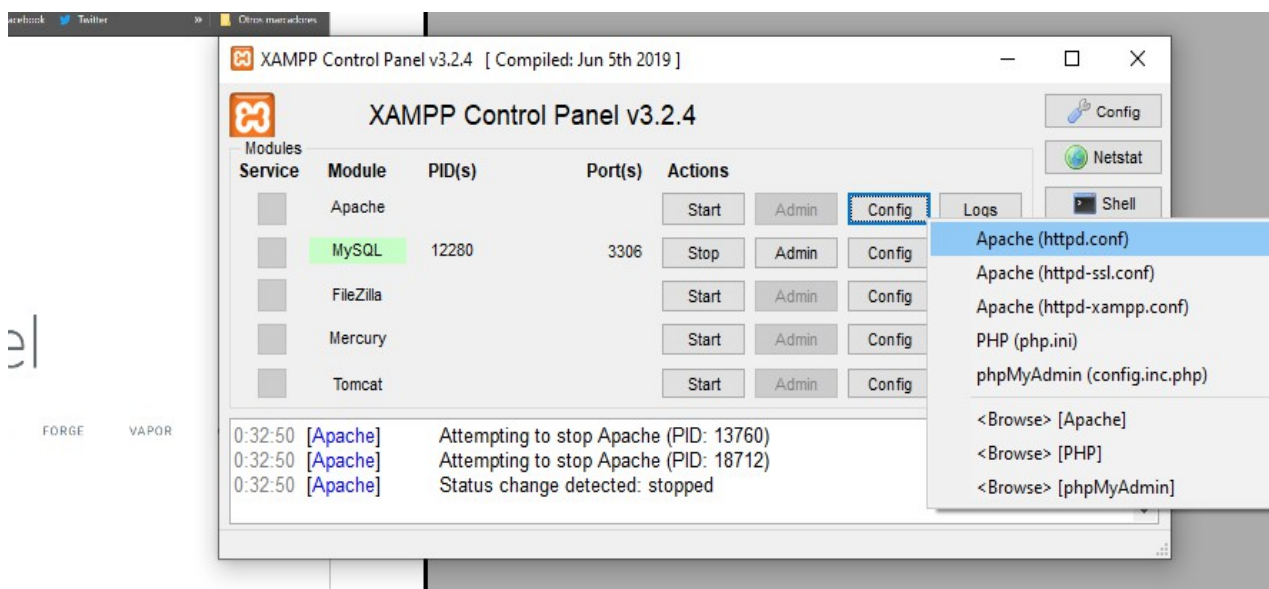 acebook Twitter » Otros marcadores
XAMPP Control Panel v3.2.4 [ Compiled: Jun 5th 2019 ]
XAMPP Control Panel v3.2.4
Config
Modules
Netstat
Service Module PID(s) Port(s) Actions
Shell
Apache Start Admin Config Logs
Apache (httpd.conf)
MySQL 12280 3306 Stop Admin Config
Apache (httpd-ssl.conf)
FileZilla Start Admin Config
Apache (httpd-xampp.conf)
Mercury Start Admin Config
PHP (php.ini)
phpMyAdmin (config.inc.php)
Tomcat Start Admin Config
<Browse> [Apache]
<Browse> [PHP]
<Browse> [phpMyAdmin]
el
FORGE VAPOR
0:32:50 [Apache] Attempting to stop Apache (PID: 13760)
0:32:50 [Apache] Attempting to stop Apache (PID: 18712)
0:32:50 [Apache] Status change detected: stopped